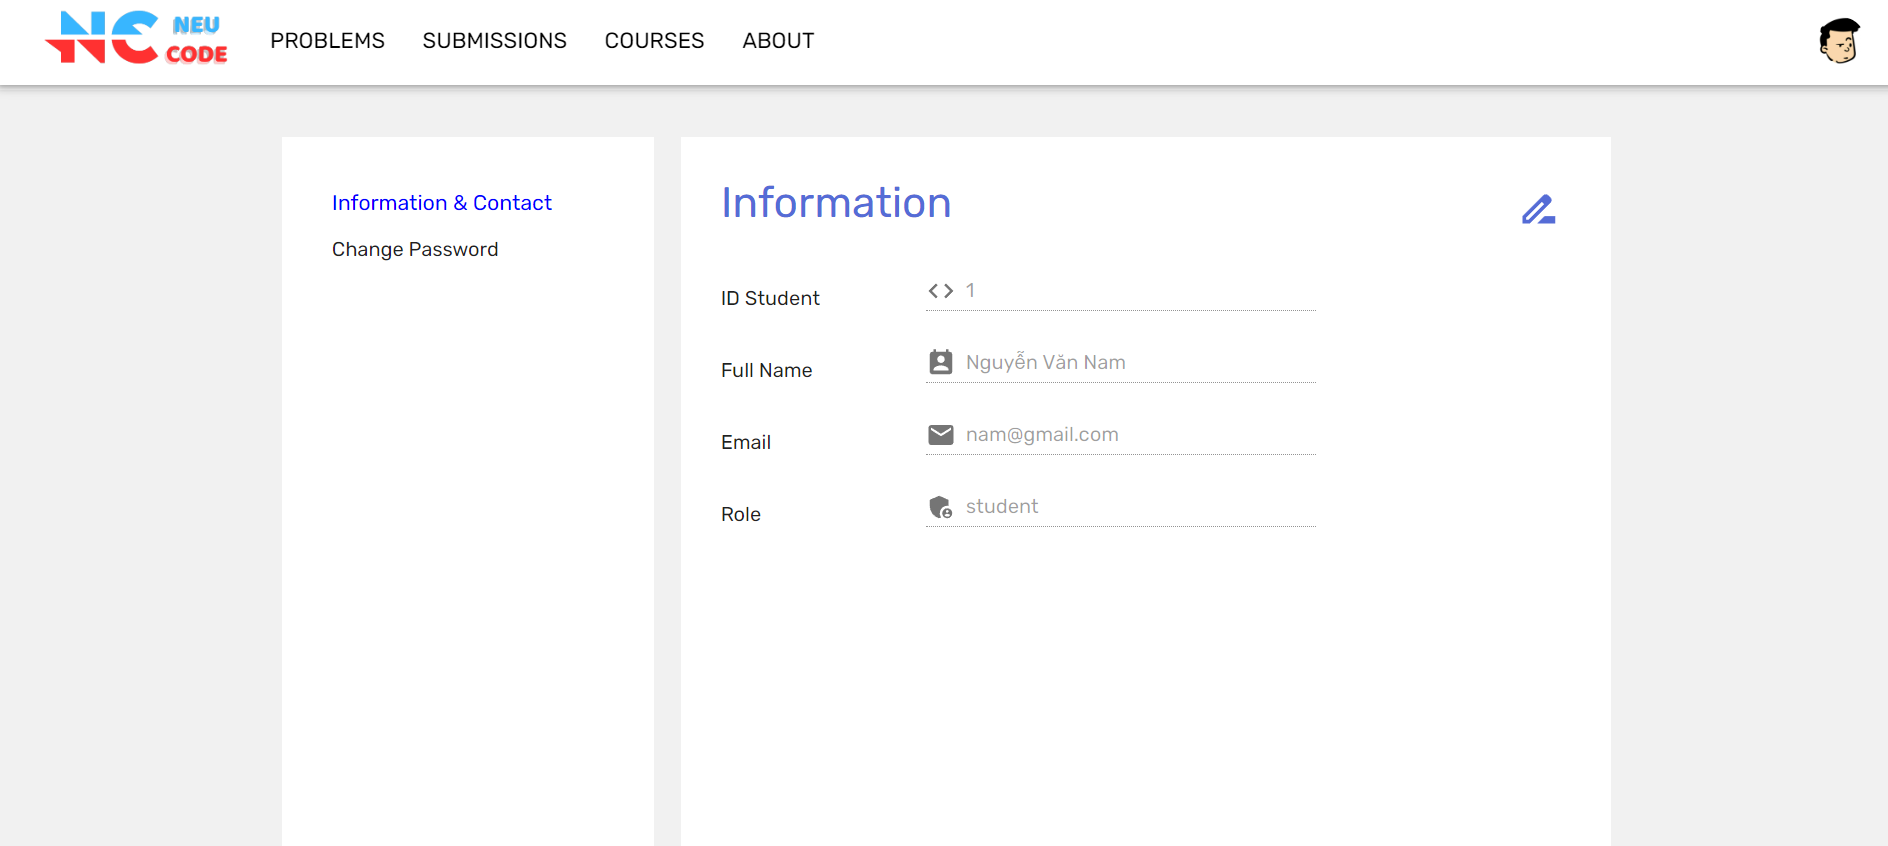 NC NEU CODE
PROBLEMS SUBMISSIONS COURSES ABOUT
Information & Contact
Change Password
Information
ID Student 1
Full Name Nguyễn Văn Nam
Email nam@gmail.com
Role student